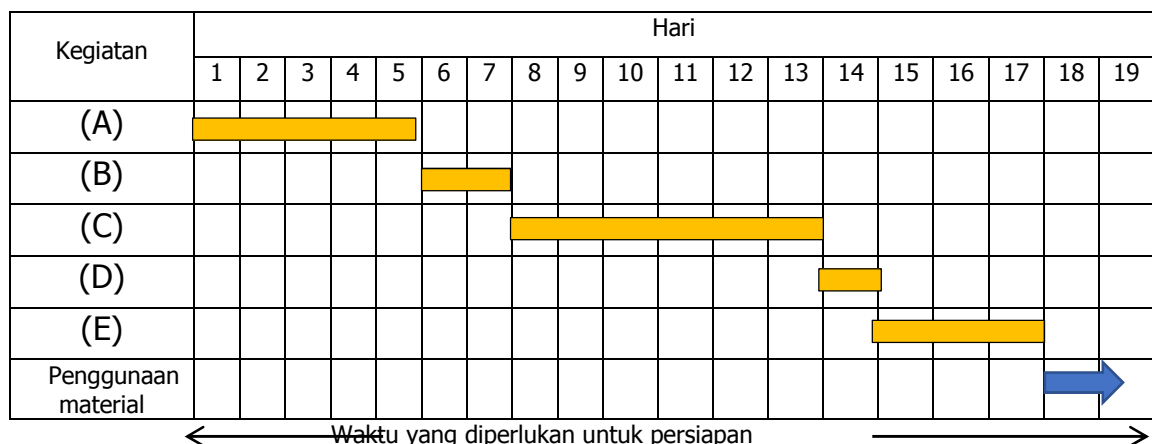 Kegiatan
Hari
1 2 3 4 5 6 7 8 9 10 11 12 13 14 15 16 17 18 19
(A)
(B)
(C)
(D)
(E)
Penggunaan
material
Waktu yang diperlukan untuk persiapan